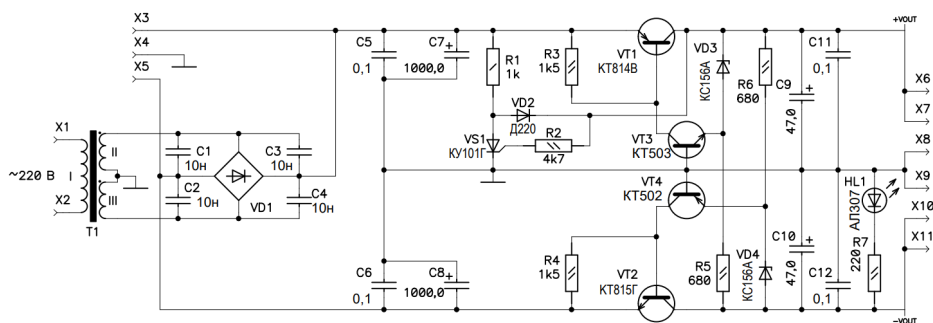 X3
+VOUT
X4
X5
C5
0,1
C7
+
1000,0
R1
1k
R3
1k5
VT1
КТ814В
VD3
КС156А
R6
680
C9
+
47,0
C11
0,1
X6
X7
VD2
Д220
VS1
КУ101Г
R2
4k7
VT3
КТ503
X8
X1
~220 В
X2
T1
I
II
III
C1
10н
C2
10н
VD1
C3
10н
C4
10н
VT4
КТ502
HL1
АЛ307
X9
X10
X11
C6
0,1
C8
+
1000,0
R4
1k5
VT2
КТ815Г
R5
680
VD4
КС156А
C10
+
47,0
C12
0,1
R7
220
-VOUT